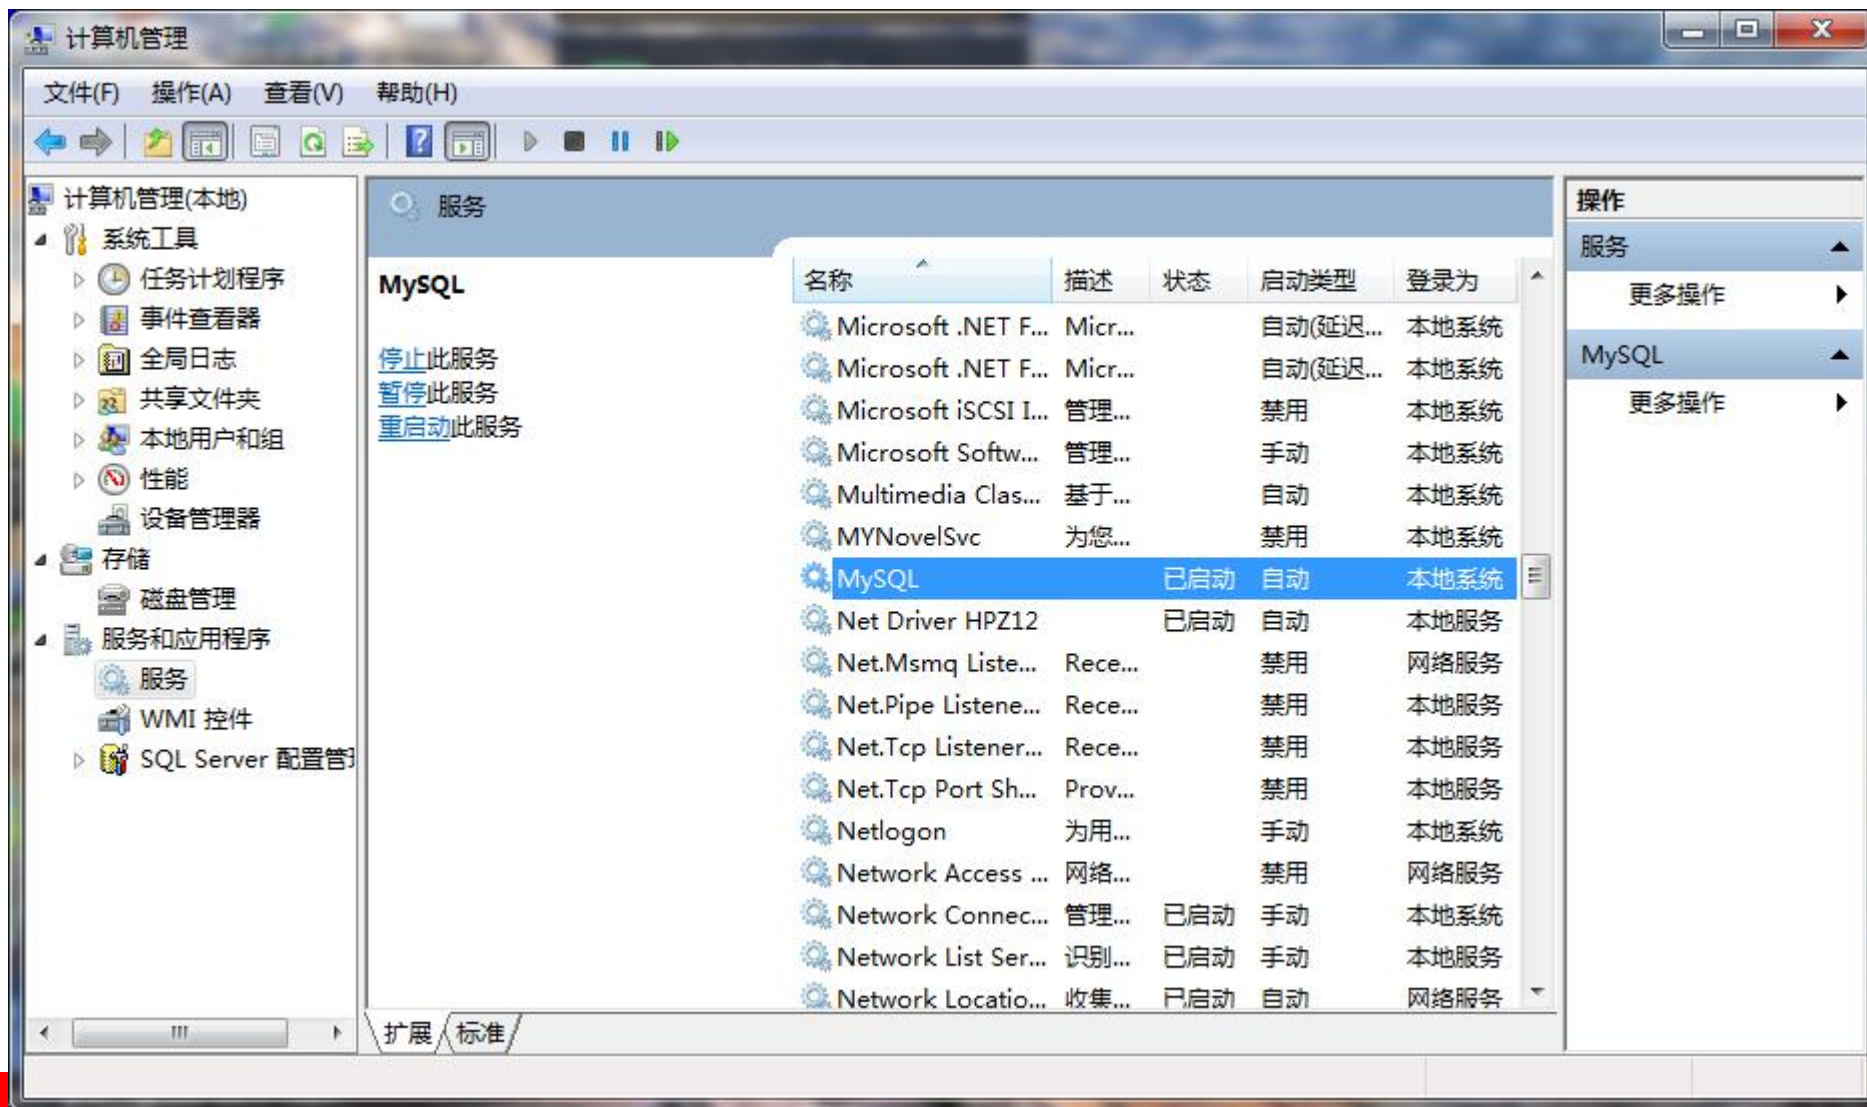 计算机管理
文件(F) 操作(A) 查看(V) 帮助(H)
计算机管理(本地)
系统工具
任务计划程序
事件查看器
全局日志
共享文件夹
本地用户和组
性能
设备管理器
存储
磁盘管理
服务和应用程序
服务
WMI 控件
SQL Server 配置管
服务
MySQL
停止此服务
暂停此服务
重启动此服务
名称 描述 状态 启动类型 登录为
Microsoft .NET F... Micr... 自动(延迟... 本地系统
Microsoft .NET F... Micr... 自动(延迟... 本地系统
Microsoft iSCSI I... 管理... 禁用 本地系统
Microsoft Softw... 管理... 手动 本地系统
Multimedia Clas... 基于... 自动 本地系统
MYNovelSvc 为您... 禁用 本地系统
MySQL 已启动 自动 本地系统
Net Driver HPZ12 已启动 自动 本地服务
Net.Msmq Liste... Rece... 禁用 网络服务
Net.Pipe Listene... Rece... 禁用 本地服务
Net.Tcp Listener... Rece... 禁用 本地服务
Net.Tcp Port Sh... Prov... 禁用 本地服务
Netlogon 为用... 手动 本地系统
Network Access ... 网络... 禁用 网络服务
Network Connec... 管理... 已启动 手动 本地系统
Network List Ser... 识别... 已启动 手动 本地服务
Network Locatio... 收集... 已启动 自动 网络服务
扩展 标准
操作
服务
更多操作
MySQL
更多操作